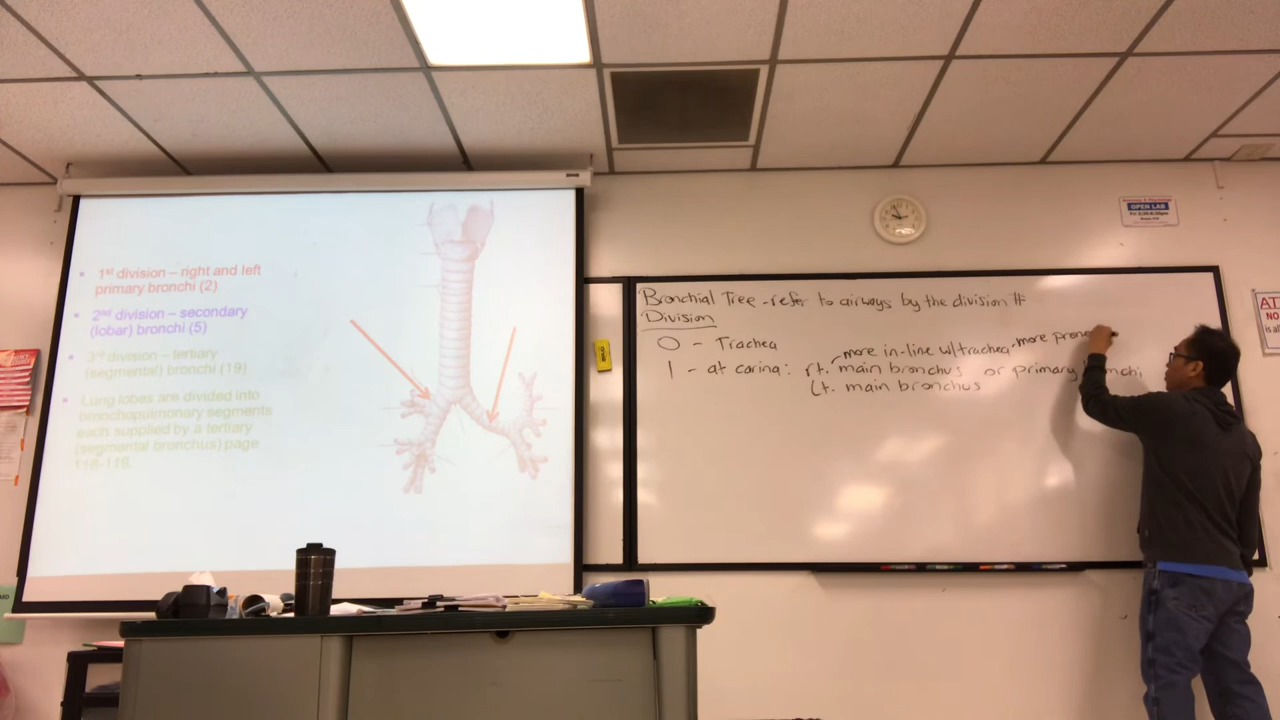 1st division – right and left
primary bronchi (2)
2nd division – secondary
(lobar) bronchi (5)
3rd division – tertiary
(segmental) bronchi (19)
Lung lobes are divided into
bronchopulmonary segments
each supplied by a tertiary
(segmental bronchus) page
Bronchial Tree - refer to airways by the division #
Division
0 - Trachea
more in-line w/trachea, more prone
1 - at carina: rt. main bronchus or primary bronchi
Lt. main bronchus
OPEN LAB